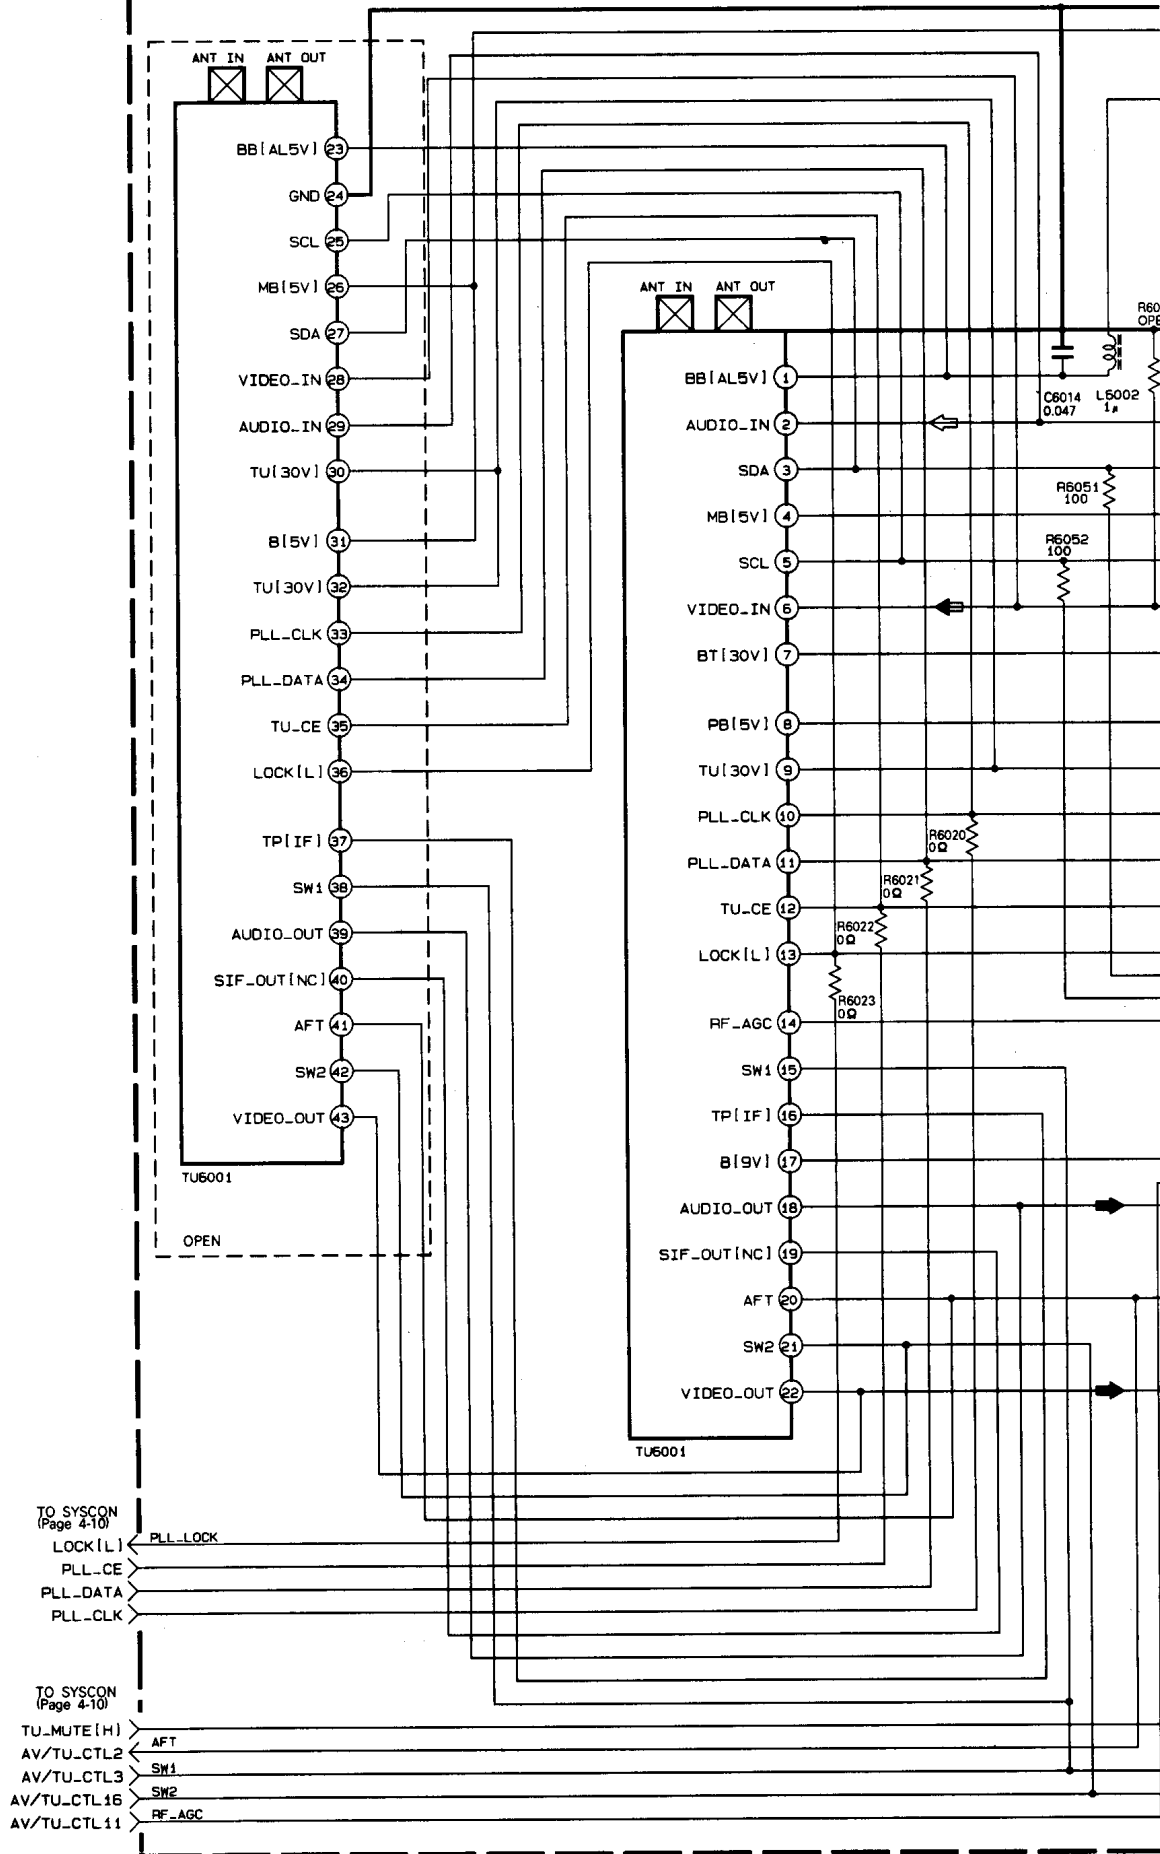 ANT IN ANT OUT
BB[AL5V] 23
GND 24
SCL 25
MB[5V] 26
SDA 27
VIDEO_IN 28
AUDIO_IN 29
TU[30V] 30
B[5V] 31
TU[30V] 32
PLL_CLK 33
PLL_DATA 34
TU_CE 35
LOCK[L] 36
TP[IF] 37
SW1 38
AUDIO_OUT 39
SIF_OUT[NC] 40
AFT 41
SW2 42
VIDEO_OUT 43
TU6001
OPEN
ANT IN ANT OUT
BB[AL5V] 1
AUDIO_IN 2
SDA 3
MB[5V] 4
SCL 5
VIDEO_IN 6
BT[30V] 7
PB[5V] 8
TU[30V] 9
PLL_CLK 10
PLL_DATA 11
TU_CE 12
LOCK[L] 13
RF_AGC 14
SW1 15
TP[IF] 16
B[9V] 17
AUDIO_OUT 18
SIF_OUT[NC] 19
AFT 20
SW2 21
VIDEO_OUT 22
TU6001
R60
OPE
C6014
0.047
L6002
1μ
R6051
100
R6052
100
R6020
0Ω
R6021
0Ω
R6022
0Ω
R6023
0Ω
TO SYSCON
(Page 4-10)
LOCK[L] PLL_LOCK
PLL_CE
PLL_DATA
PLL_CLK
TO SYSCON
(Page 4-10)
TU_MUTE[H]
AV/TU_CTL2 AFT
AV/TU_CTL3 SW1
AV/TU_CTL16 SW2
AV/TU_CTL11 RF_AGC